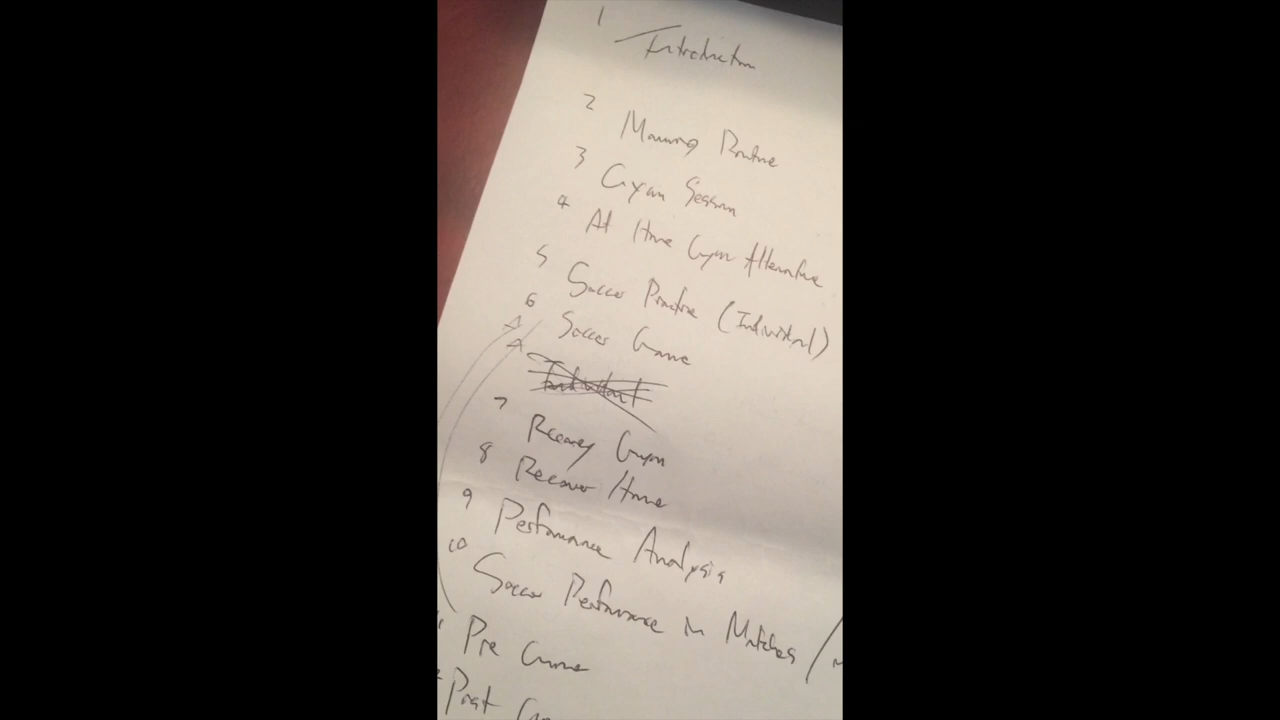 1 Introduction
2 Morning Routine
3 Gym Session
4 At Home Gym Alternative
5 Soccer Practice (Individual)
6 Soccer Game
7 Recovery Gym
8 Recover Home
9 Performance Analysis
10 Soccer Performance in Matches /
Pre Game
Post